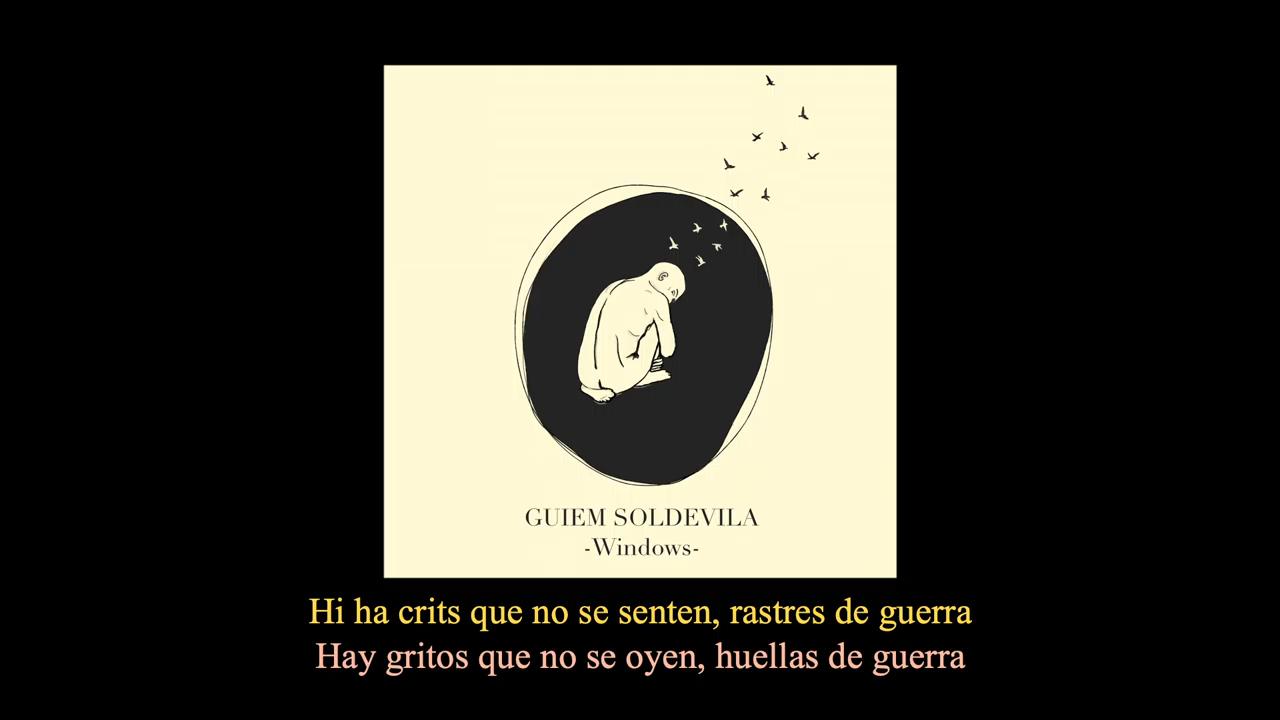 GUIEM SOLDEVILA
-Windows-
Hi ha crits que no se senten, rastres de guerra
Hay gritos que no se oyen, huellas de guerra